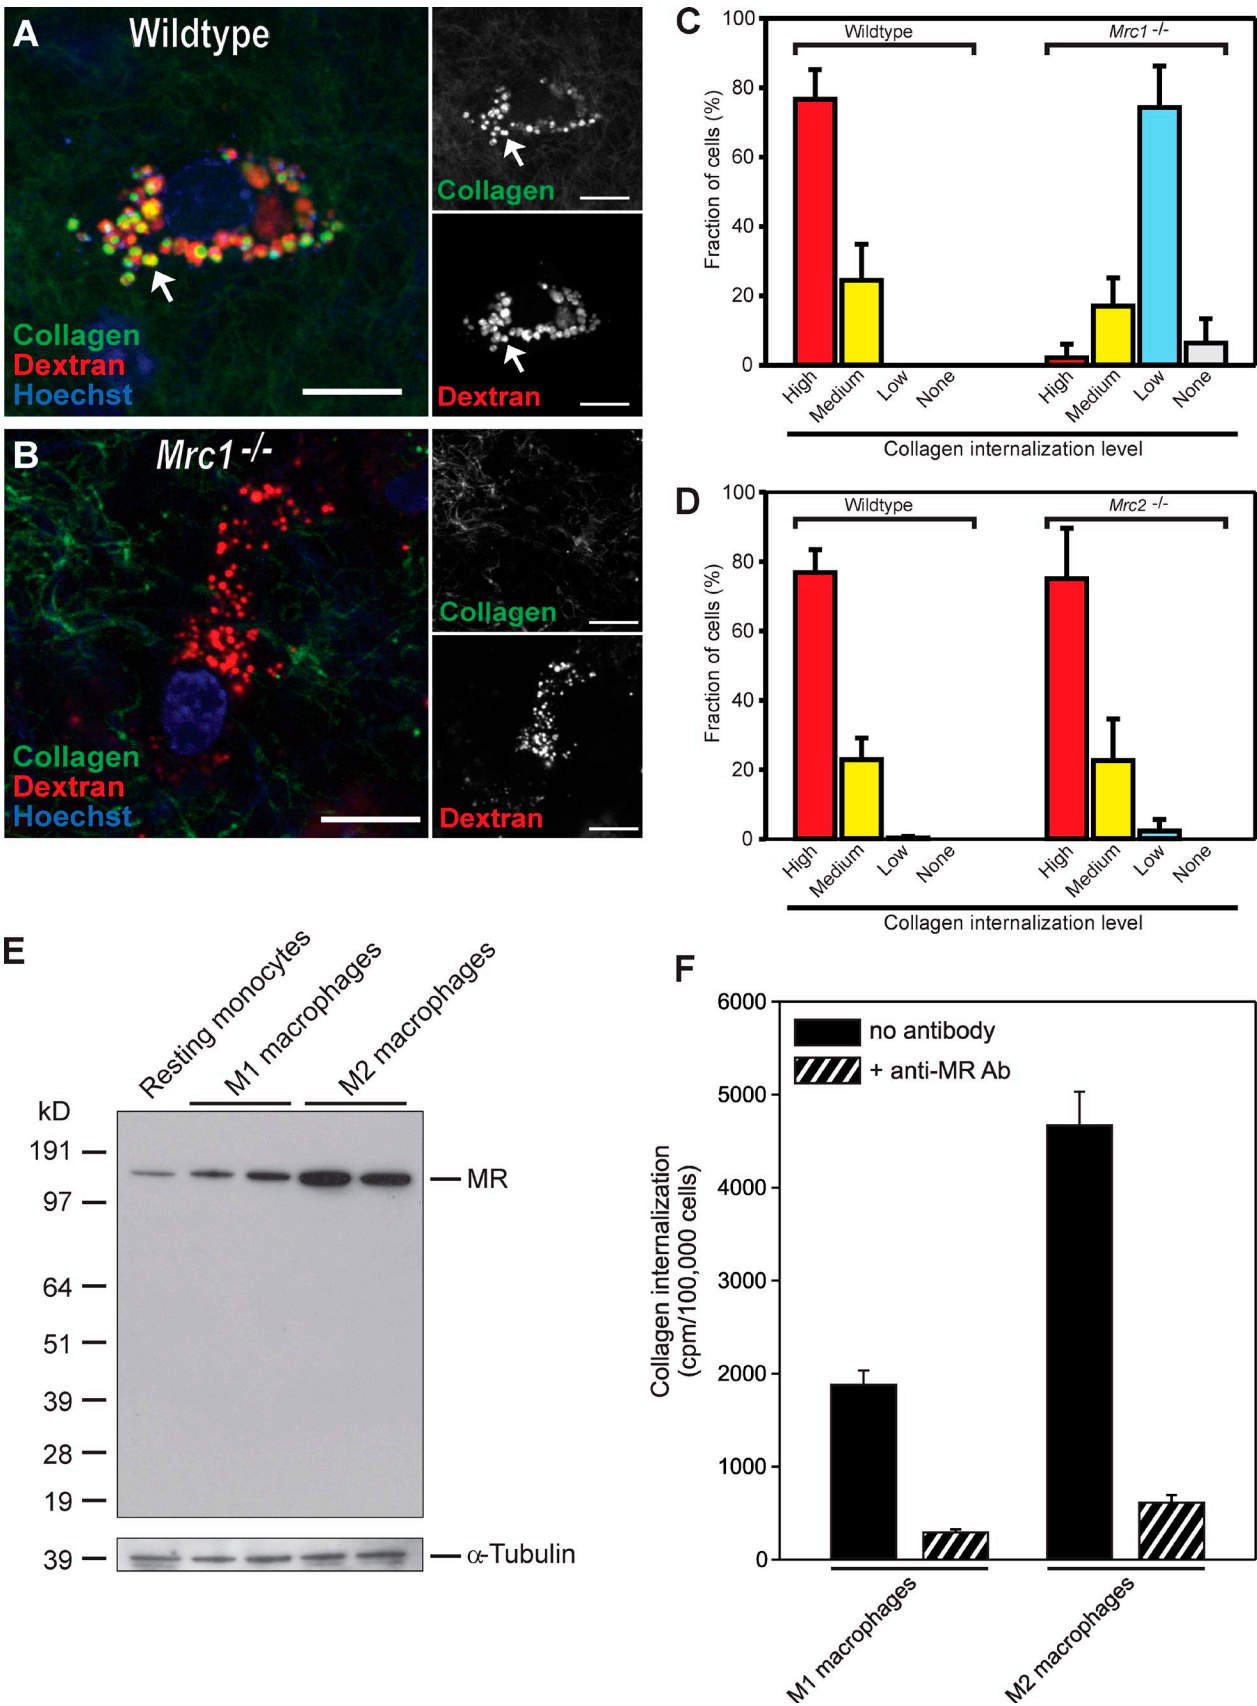 A
Wildtype
Collagen
Dextran
Hoechst
Collagen
Dextran
B
Mrc1 -/-
Collagen
Dextran
Hoechst
Collagen
Dextran
C
100
80
60
40
20
0
Fraction of cells (%)
Wildtype
Mrc1 -/-
High
Medium
Low
None
High
Medium
Low
None
Collagen internalization level
D
100
80
60
40
20
0
Fraction of cells (%)
Wildtype
Mrc2 -/-
High
Medium
Low
None
High
Medium
Low
None
Collagen internalization level
E
Resting monocytes
M1 macrophages
M2 macrophages
kD
191
97
64
51
39
28
19
39
MR
α-Tubulin
F
6000
5000
4000
3000
2000
1000
0
Collagen internalization
(cpm/100,000 cells)
no antibody
+ anti-MR Ab
M1 macrophages
M2 macrophages